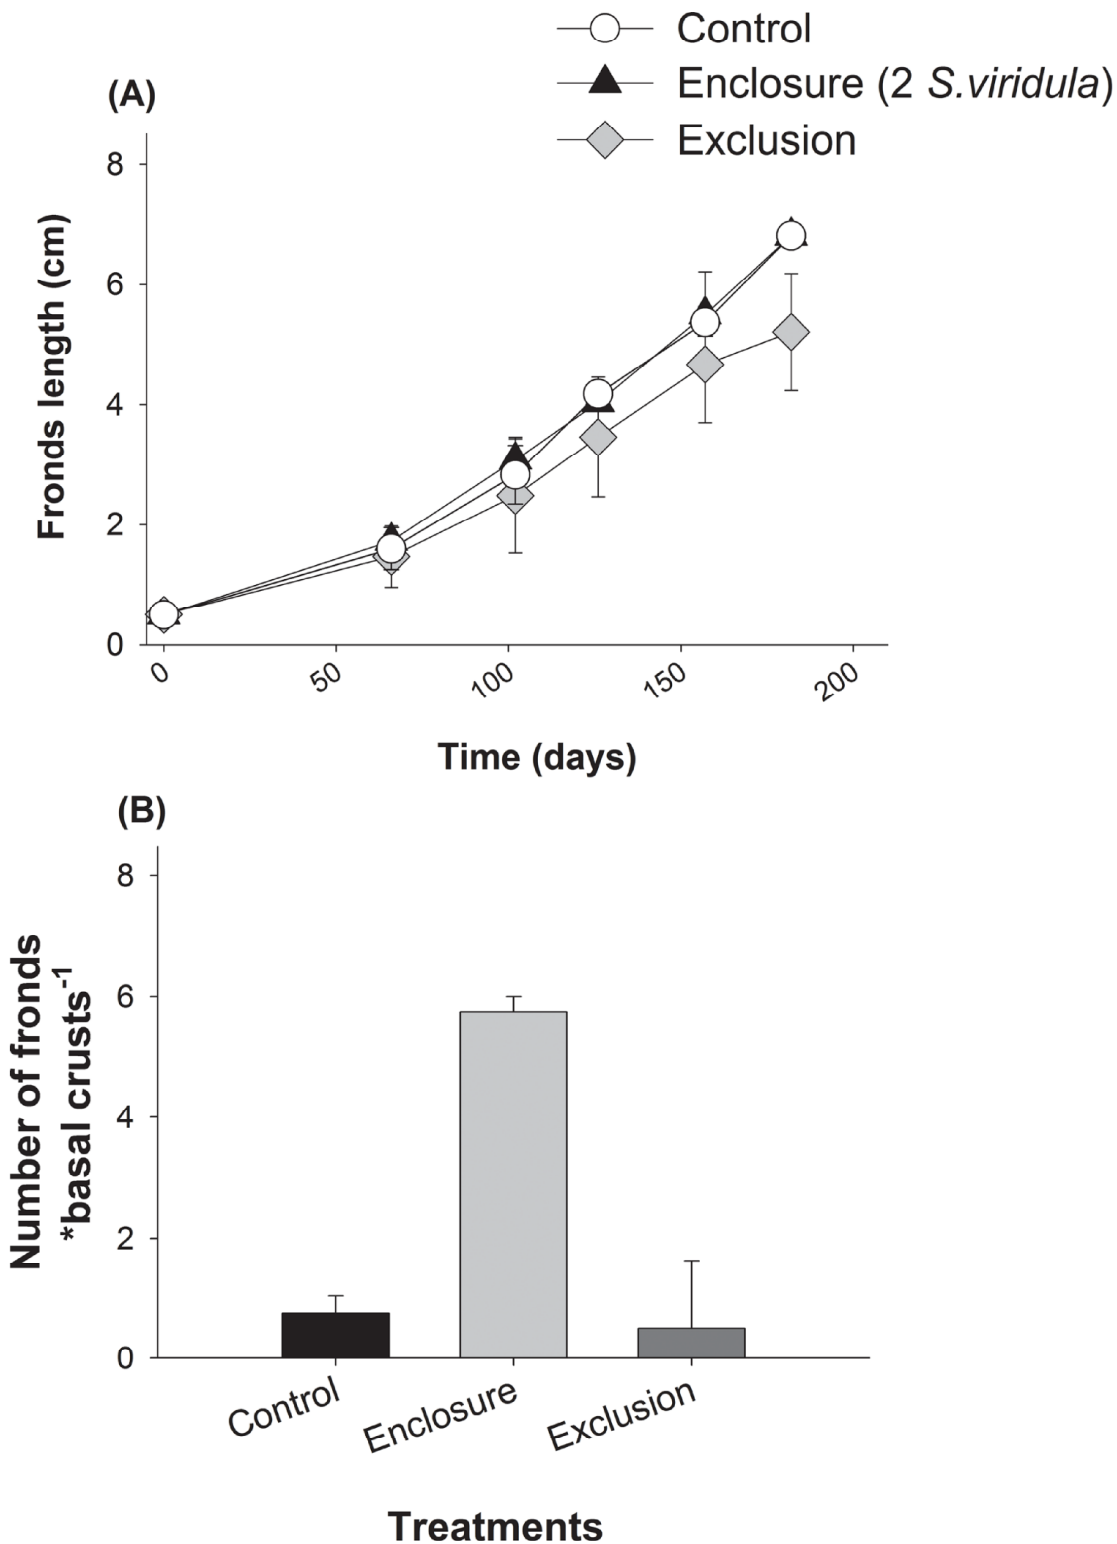 Control
Enclosure (2 S.viridula)
Exclusion
(A)
8
6
4
2
0
Fronds length (cm)
0
50
100
150
200
Time (days)
(B)
8
6
4
2
0
Number of fronds
*basal crusts-1
Control
Enclosure
Exclusion
Treatments